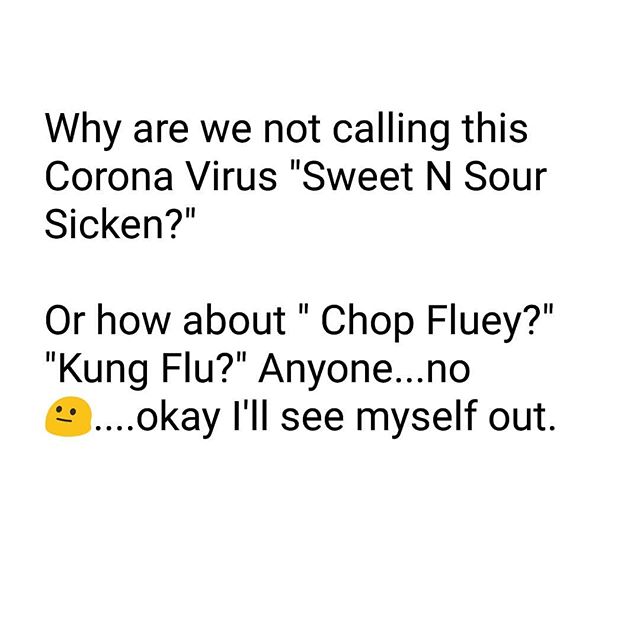 Why are we not calling this
Corona Virus "Sweet N Sour
Sicken?"
Or how about " Chop Fluey?"
"Kung Flu?" Anyone...no
😐....okay I'll see myself out.